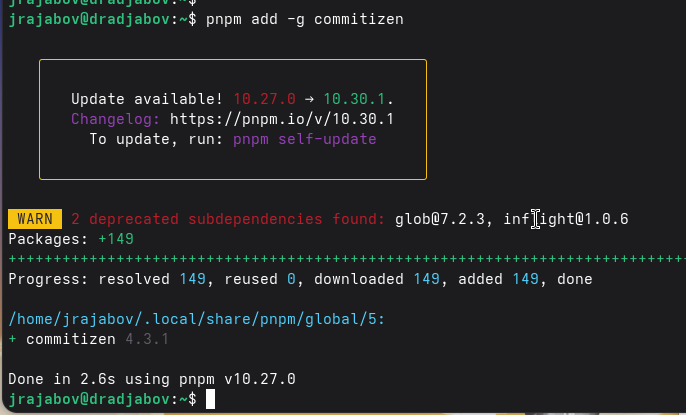 jrajabov@dradjabov:~$
jrajabov@dradjabov:~$ pnpm add -g commitizen
Update available! 10.27.0 → 10.30.1.
Changelog: https://pnpm.io/v/10.30.1
To update, run: pnpm self-update
WARN 2 deprecated subdependencies found: glob@7.2.3, inflight@1.0.6
Packages: +149
+++++++++++++++++++++++++++++++++++++++++++++++++++++++++++++++++++++++++++
Progress: resolved 149, reused 0, downloaded 149, added 149, done
/home/jrajabov/.local/share/pnpm/global/5:
+ commitizen 4.3.1
Done in 2.6s using pnpm v10.27.0
jrajabov@dradjabov:~$